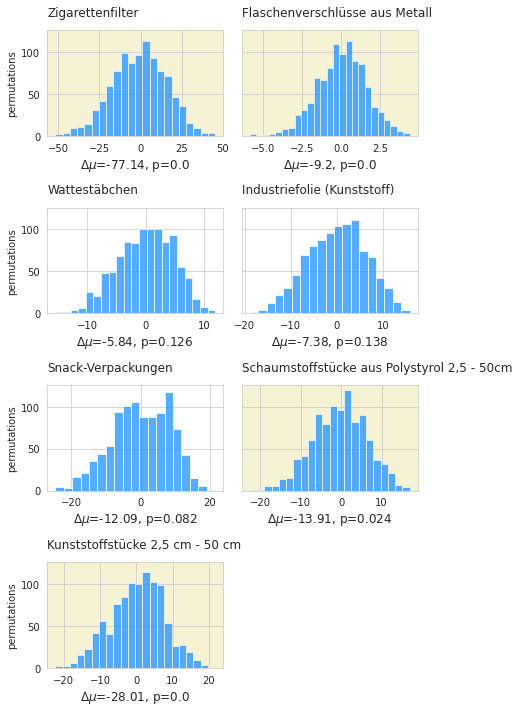 Zigarettenfilter
Flaschenverschlüsse aus Metall
permutations
100
50
0
−50 −25 0 25 50
−5.0 −2.5 0.0 2.5
Δμ=-77.14, p=0.0
Δμ=-9.2, p=0.0
Wattestäbchen
Industriefolie (Kunststoff)
permutations
100
50
0
−10 0 10
−20 −10 0 10
Δμ=-5.84, p=0.126
Δμ=-7.38, p=0.138
Snack-Verpackungen
Schaumstoffstücke aus Polystyrol 2,5 - 50cm
permutations
100
50
0
−20 0 20
−20 −10 0 10
Δμ=-12.09, p=0.082
Δμ=-13.91, p=0.024
Kunststoffstücke 2,5 cm - 50 cm
permutations
100
50
0
−20 −10 0 10 20
Δμ=-28.01, p=0.0